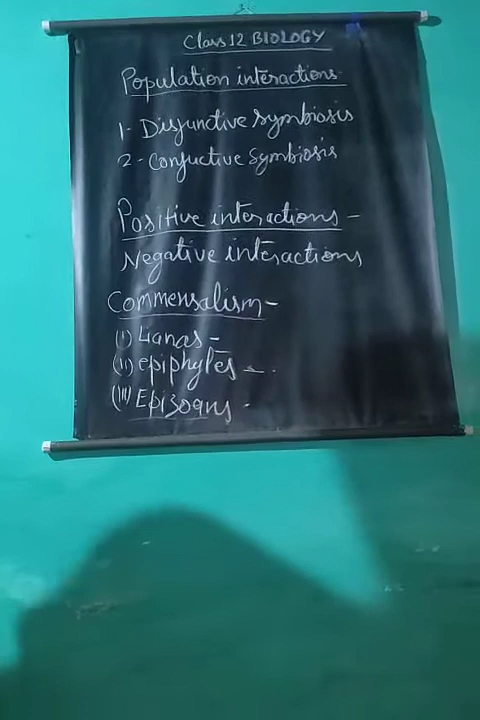 Class 12 BIOLOGY
Population interactions
1- Disjunctive symbiosis
2 - Conjuctive Symbiosis
Positive interactions -
Negative interactions
Commensalism -
(i) Lianas -
(ii) epiphytes -
(iii) Epizoans -